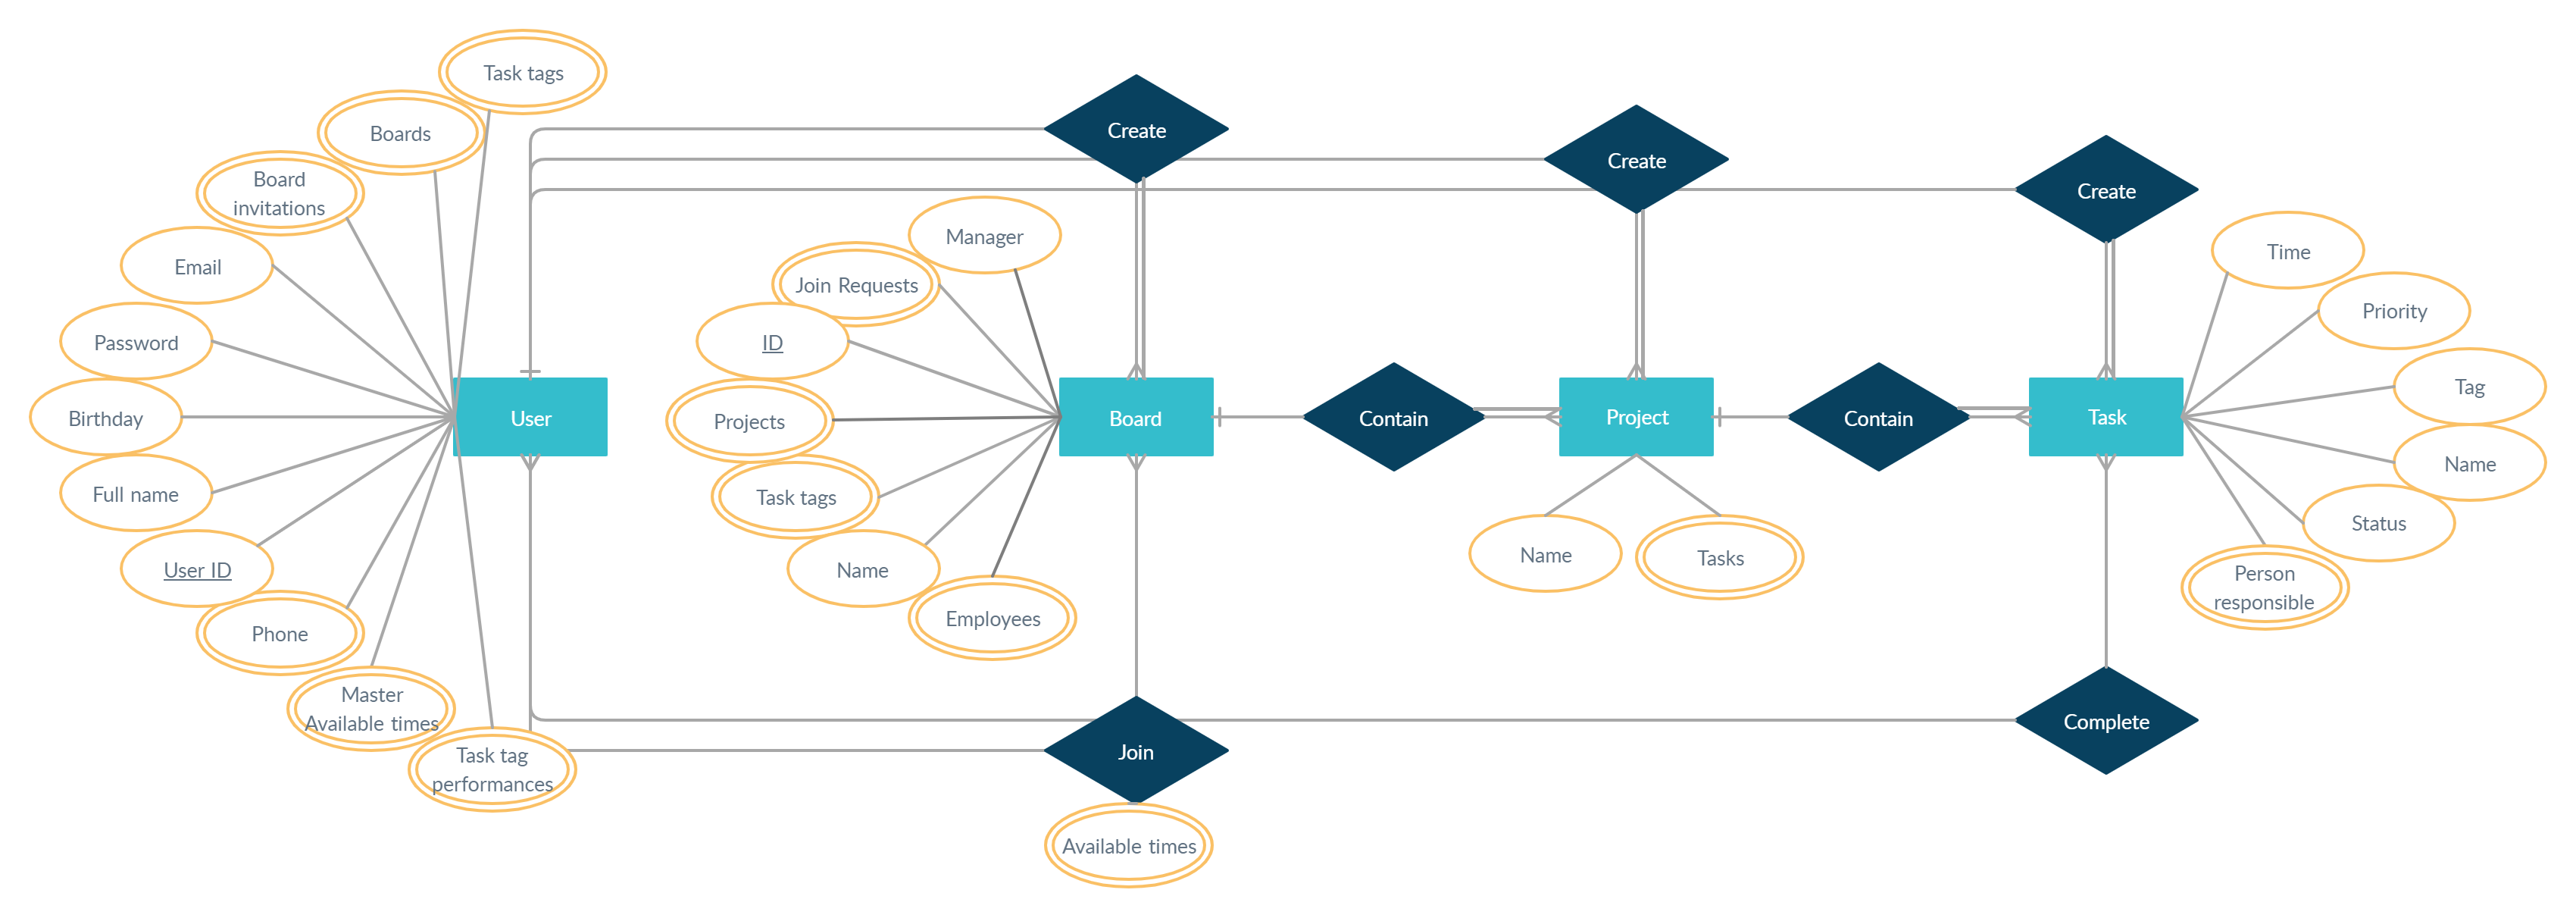 Task tags
Boards
Board
invitations
Email
Password
Birthday
Full name
User ID
Phone
Master
Available times
Task tag
performances
User
Create
Create
Create
Manager
Join Requests
ID
Projects
Task tags
Name
Employees
Board
Contain
Project
Contain
Task
Name
Tasks
Time
Priority
Tag
Name
Status
Person
responsible
Join
Complete
Available times